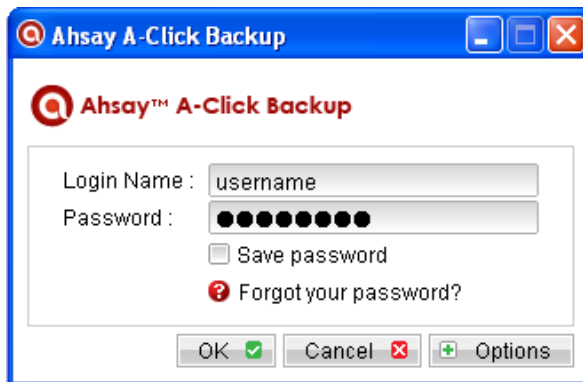 Ahsay A-Click Backup
Ahsay™ A-Click Backup
Login Name : username
Password : ●●●●●●●●
Save password
Forgot your password?
OK Cancel Options